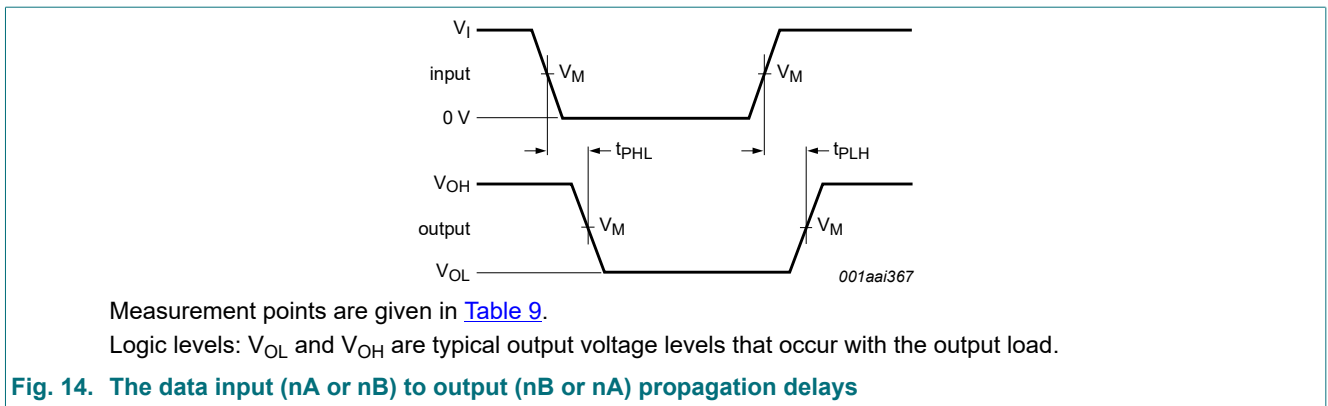 V_I
input
V_M
V_M
0 V
t_PHL
t_PLH
V_OH
output
V_M
V_M
V_OL
001aai367
Measurement points are given in Table 9.
Logic levels: V_OL and V_OH are typical output voltage levels that occur with the output load.
Fig. 14. The data input (nA or nB) to output (nB or nA) propagation delays